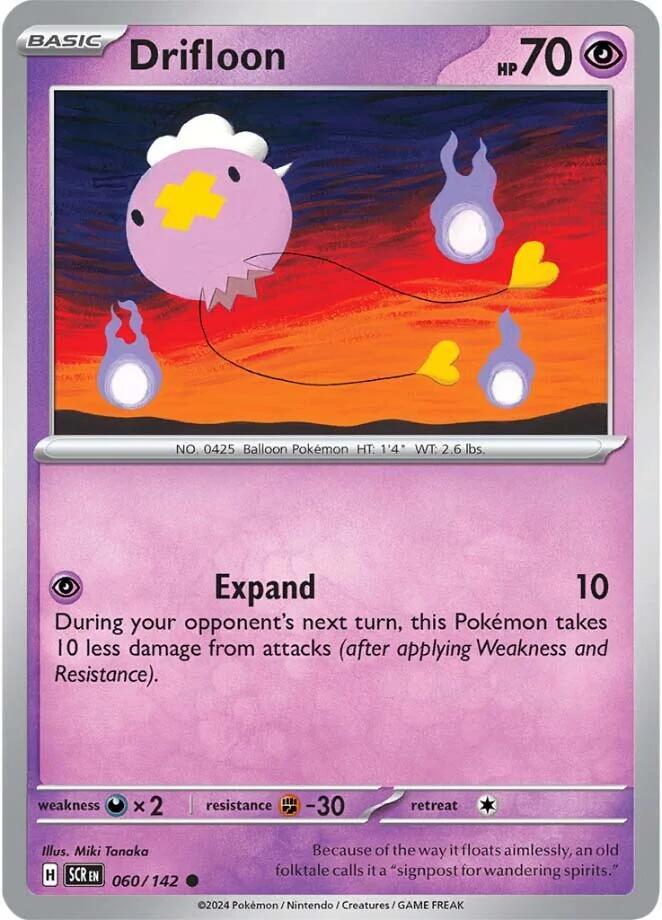 BASIC
Drifloon
HP 70
NO. 0425 Balloon Pokémon HT: 1'4" WT: 2.6 lbs.
Expand 10
During your opponent's next turn, this Pokémon takes
10 less damage from attacks (after applying Weakness and
Resistance).
weakness ×2 resistance -30 retreat
Illus. Miki Tanaka
Because of the way it floats aimlessly, an old
folktale calls it a “signpost for wandering spirits.”
H SCR EN 060/142
©2024 Pokémon / Nintendo / Creatures / GAME FREAK